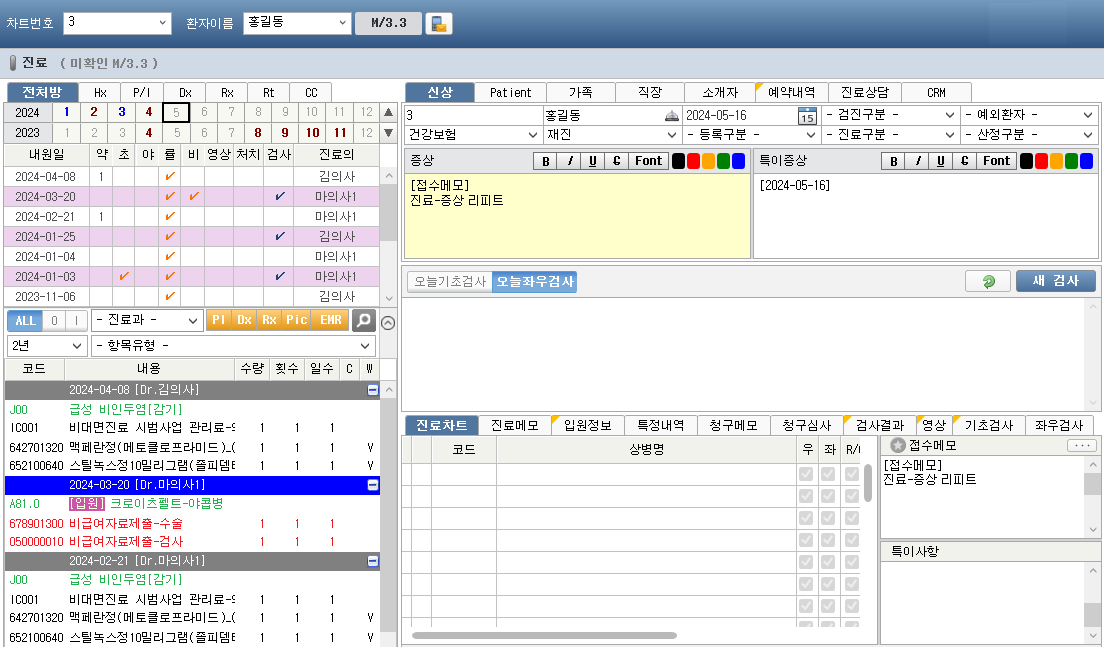 차트번호 3 환자이름 홍길동 M/3.3
진료 ( 미확인 M/3.3 )
전처방 Hx P/I Dx Rx Rt CC
2024 1 2 3 4 5 6 7 8 9 10 11 12
2023 1 2 3 4 5 6 7 8 9 10 11 12
내원일 약 초 야 률 비 영상 처치 검사 진료의
2024-04-08 1 김의사
2024-03-20 마의사1
2024-02-21 1 마의사1
2024-01-25 김의사
2024-01-04 마의사1
2024-01-03 마의사1
2023-11-06 김의사
ALL O I - 진료과 - PI Dx Rx Pic EMR
2년 - 항목유형 -
코드 내용 수량 횟수 일수 C W
2024-04-08 [Dr.김의사]
J00 급성 비인두염[감기]
IC001 비대면진료 시범사업 관리료-의 1 1 1
642701320 맥페란정(메토클로프라미드)_( 1 1 1 Y
652100640 스틸녹스정10밀리그램(졸피뎀타 1 1 1 Y
2024-03-20 [Dr.마의사1]
A81.0 [입원] 크로이츠펠트-야콥병
678901300 비급여자료제출-수술 1 1 1
050000010 비급여자료제출-검사 1 1 1
2024-02-21 [Dr.마의사1]
J00 급성 비인두염[감기]
IC001 비대면진료 시범사업 관리료-의 1 1 1
642701320 맥페란정(메토클로프라미드)_( 1 1 1 Y
652100640 스틸녹스정10밀리그램(졸피뎀타 1 1 1 Y
신상 Patient 가족 직장 소개자 예약내역 진료상담 CRM
3 홍길동 2024-05-16 15 - 검진구분 - - 예외환자 -
건강보험 재진 - 등록구분 - - 진료구분 - - 산정구분 -
증상 B I U C Font
[접수메모]
진료-증상 리피트
특이증상 B I U C Font
[2024-05-16]
오늘기초검사 오늘좌우검사 새 검사
진료차트 진료메모 입원정보 특정내역 청구메모 청구심사 검사결과 영상 기초검사 좌우검사
코드 상병명 우 좌 R/
접수메모 ...
[접수메모]
진료-증상 리피트
특이사항